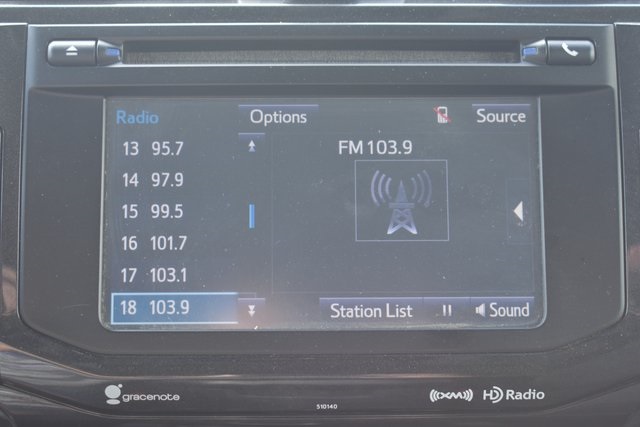 Radio
Options
Source
13 95.7
14 97.9
15 99.5
16 101.7
17 103.1
18 103.9
FM 103.9
Station List
Sound
gracenote
510140
((XM))
HD Radio